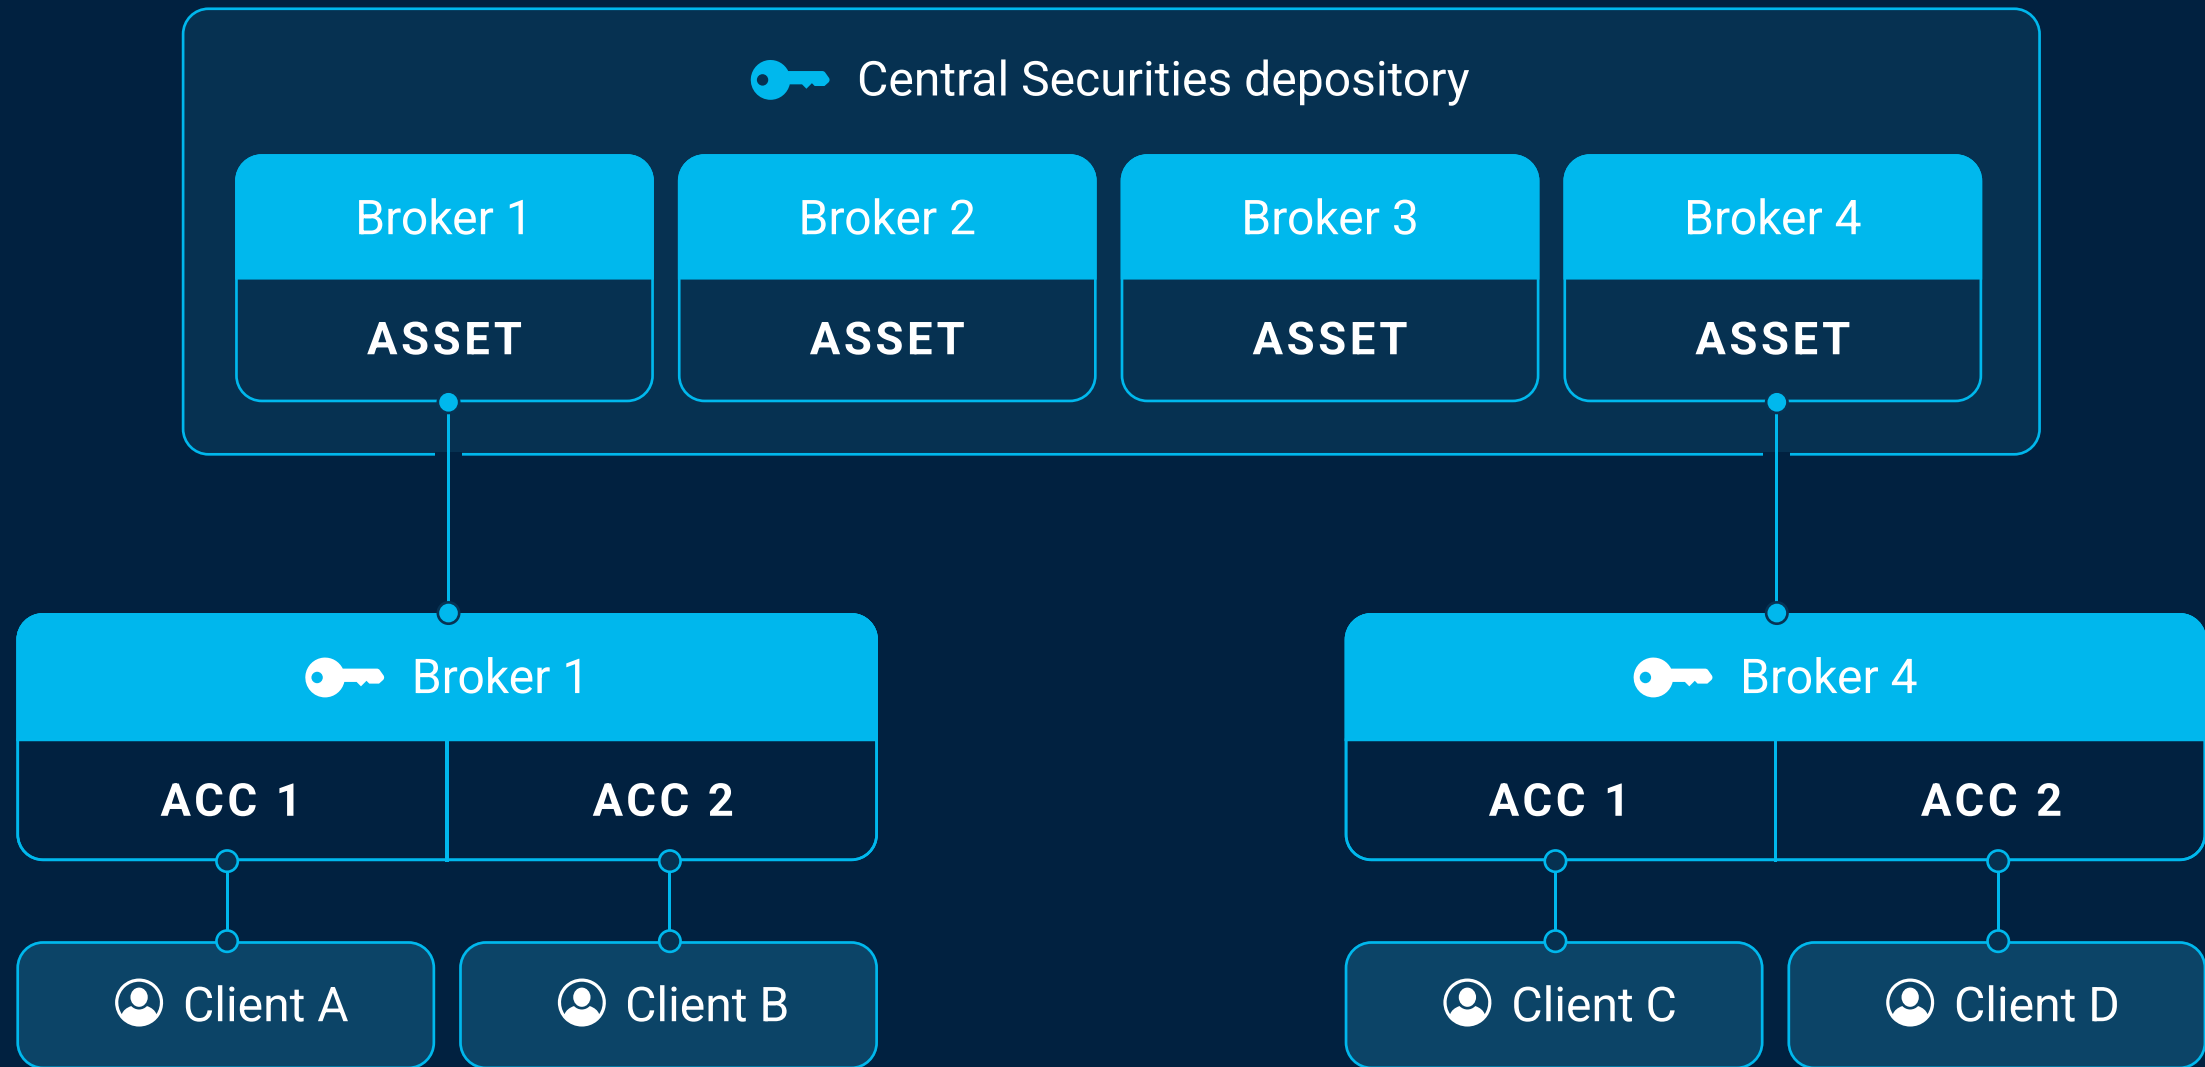 Central Securities depository
Broker 1
Broker 2
Broker 3
Broker 4
ASSET
ASSET
ASSET
ASSET
Broker 1
Broker 4
ACC 1
ACC 2
ACC 1
ACC 2
Client A
Client B
Client C
Client D